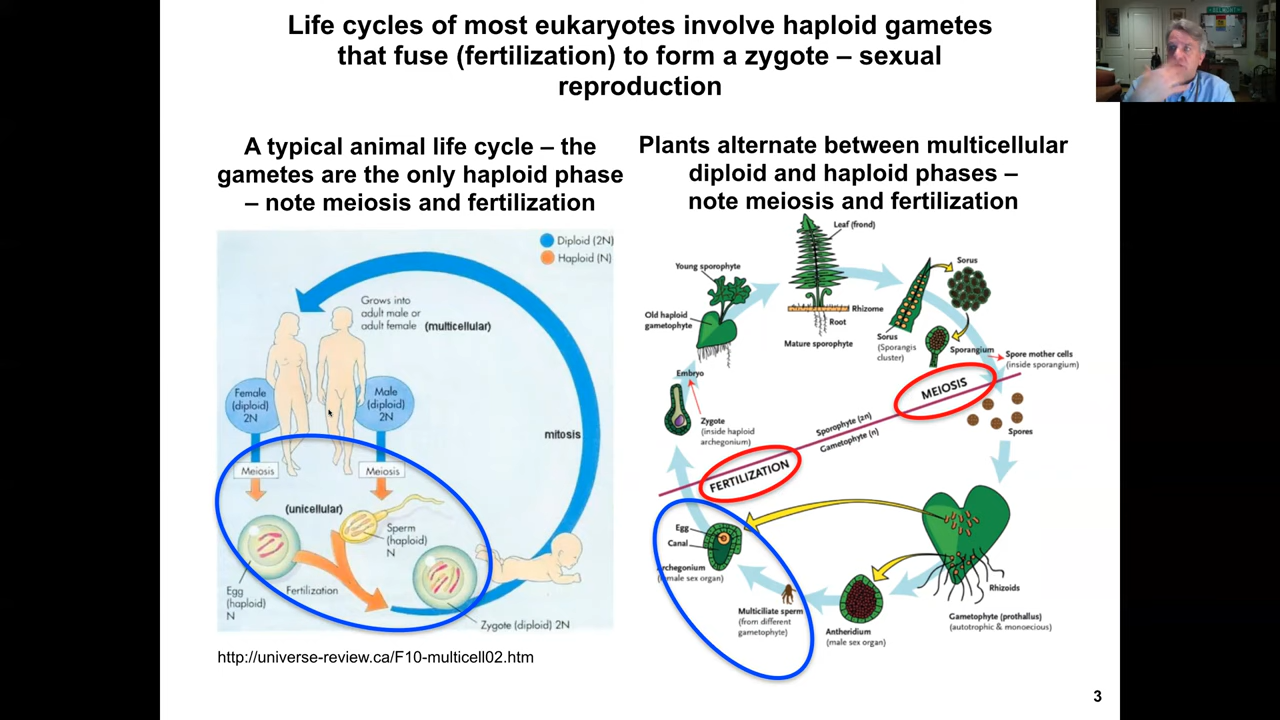 Life cycles of most eukaryotes involve haploid gametes
that fuse (fertilization) to form a zygote – sexual
reproduction
A typical animal life cycle – the
gametes are the only haploid phase
– note meiosis and fertilization
Diploid (2N)
Haploid (N)
Grows into
adult male or
adult female (multicellular)
Female
(diploid)
2N
Male
(diploid)
2N
mitosis
Meiosis
Meiosis
(unicellular)
Sperm
(haploid)
N
Egg
(haploid)
N
Fertilization
Zygote (diploid) 2N
http://universe-review.ca/F10-multicell02.htm
Plants alternate between multicellular
diploid and haploid phases –
note meiosis and fertilization
Leaf (frond)
Young sporophyte
Sorus
Old haploid
gametophyte
Rhizome
Root
Mature sporophyte
Sorus
(Sporangis
cluster)
Sporangium
Spore mother cells
(inside sporangium)
Embryo
MEIOSIS
Zygote
(inside haploid
archegonium)
Sporophyte (2n)
Gametophyte (n)
Spores
FERTILIZATION
Egg
Canal
male sex organ)
Multiciliate sperm
(from different
gametophyte)
Antheridium
(male sex organ)
Rhizoids
Gametophyte (prothallus)
(autotrophic & monoecious)
3